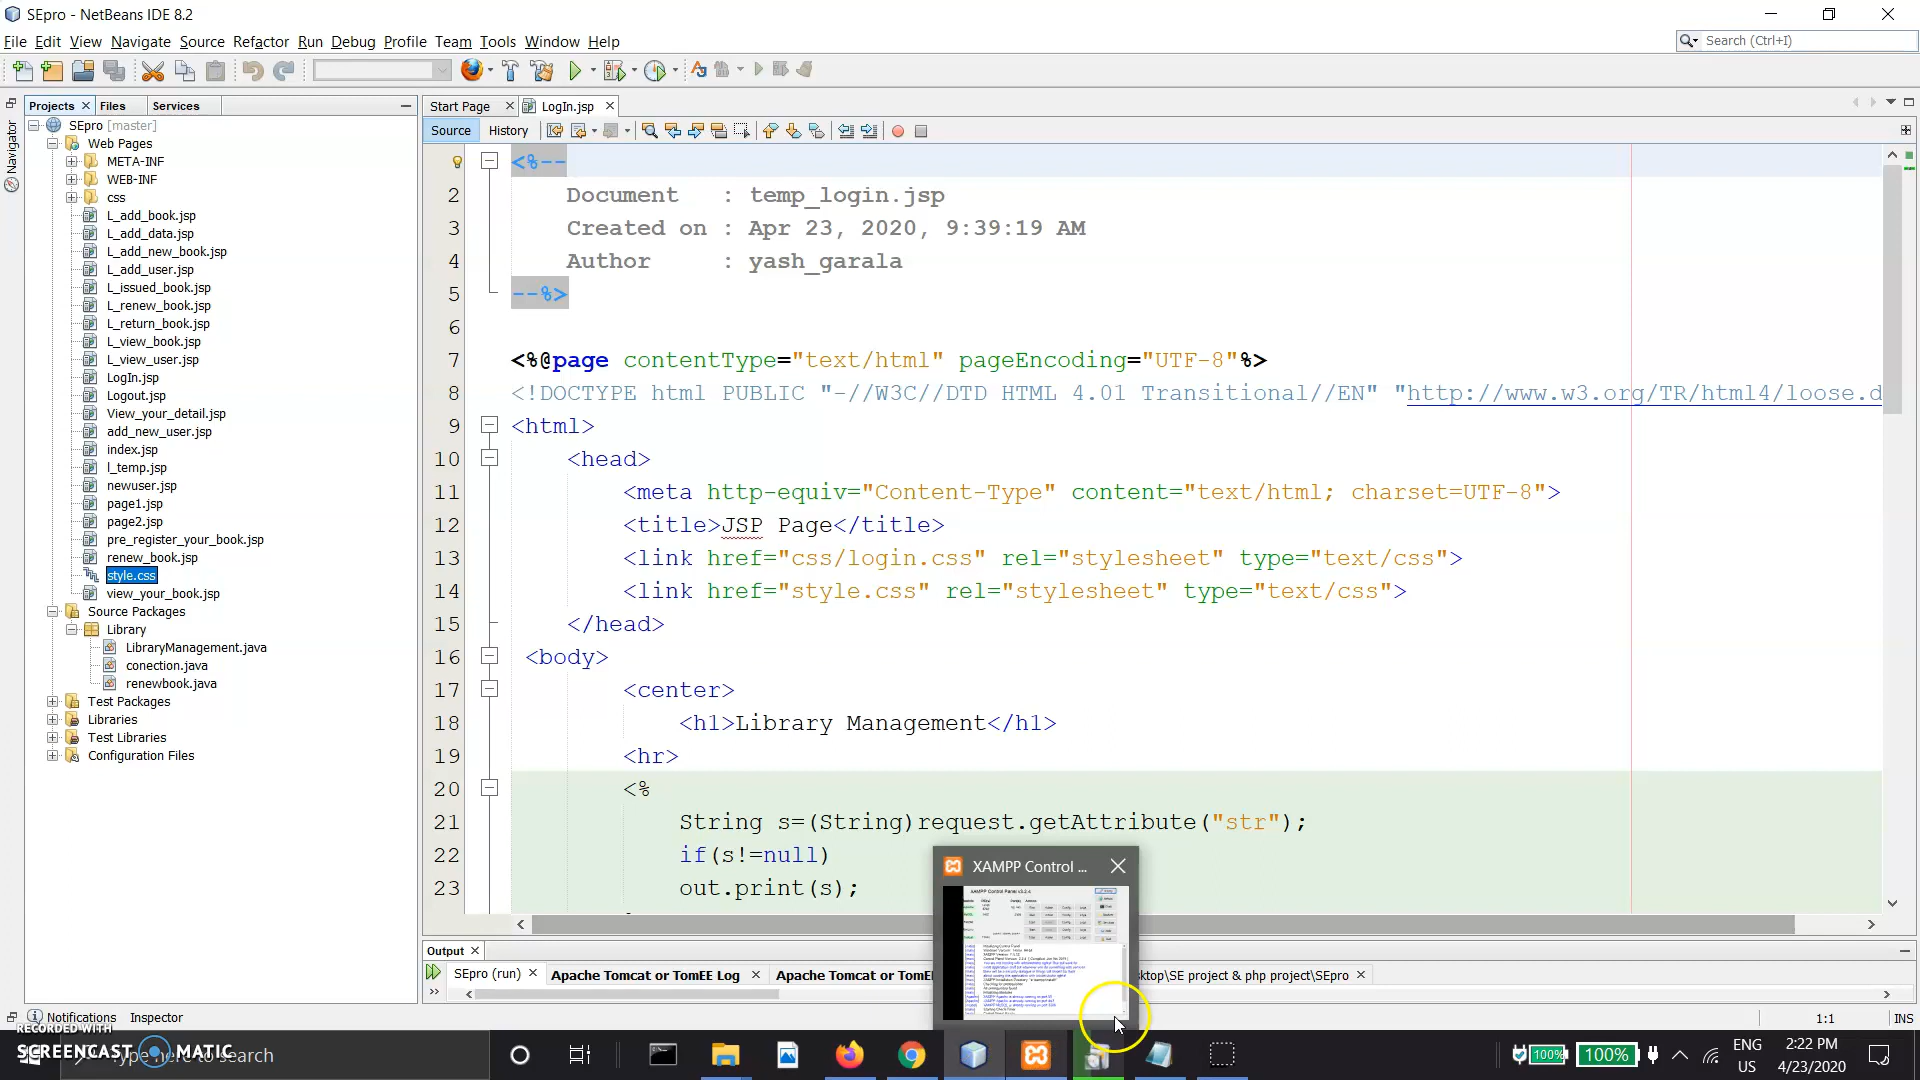 SEpro - NetBeans IDE 8.2
File Edit View Navigate Source Refactor Run Debug Profile Team Tools Window Help
Search (Ctrl+I)
Projects Files Services
Start Page LogIn.jsp
Source History
Navigator
SEpro [master]
Web Pages
META-INF
WEB-INF
css
L_add_book.jsp
L_add_data.jsp
L_add_new_book.jsp
L_add_user.jsp
L_issued_book.jsp
L_renew_book.jsp
L_return_book.jsp
L_view_book.jsp
L_view_user.jsp
LogIn.jsp
Logout.jsp
View_your_detail.jsp
add_new_user.jsp
index.jsp
l_temp.jsp
newuser.jsp
page1.jsp
page2.jsp
pre_register_your_book.jsp
renew_book.jsp
style.css
view_your_book.jsp
Source Packages
Library
LibraryManagement.java
conection.java
renewbook.java
Test Packages
Libraries
Test Libraries
Configuration Files
<%--
2 Document : temp_login.jsp
3 Created on : Apr 23, 2020, 9:39:19 AM
4 Author : yash_garala
5 --%>
6
7 <%@page contentType="text/html" pageEncoding="UTF-8"%>
8 <!DOCTYPE html PUBLIC "-//W3C//DTD HTML 4.01 Transitional//EN" "http://www.w3.org/TR/html4/loose.d
9 <html>
10 <head>
11 <meta http-equiv="Content-Type" content="text/html; charset=UTF-8">
12 <title>JSP Page</title>
13 <link href="css/login.css" rel="stylesheet" type="text/css">
14 <link href="style.css" rel="stylesheet" type="text/css">
15 </head>
16 <body>
17 <center>
18 <h1>Library Management</h1>
19 <hr>
20 <%
21 String s=(String)request.getAttribute("str");
22 if(s!=null)
23 out.print(s);
XAMPP Control ...
Output
SEpro (run) Apache Tomcat or TomEE Log Apache Tomcat or TomE ktop\SE project & php project\SEpro
Notifications Inspector
1:1 INS
RECORDED WITH
SCREENCAST MATIC
Type here to search
100% 100%
ENG
US
2:22 PM
4/23/2020